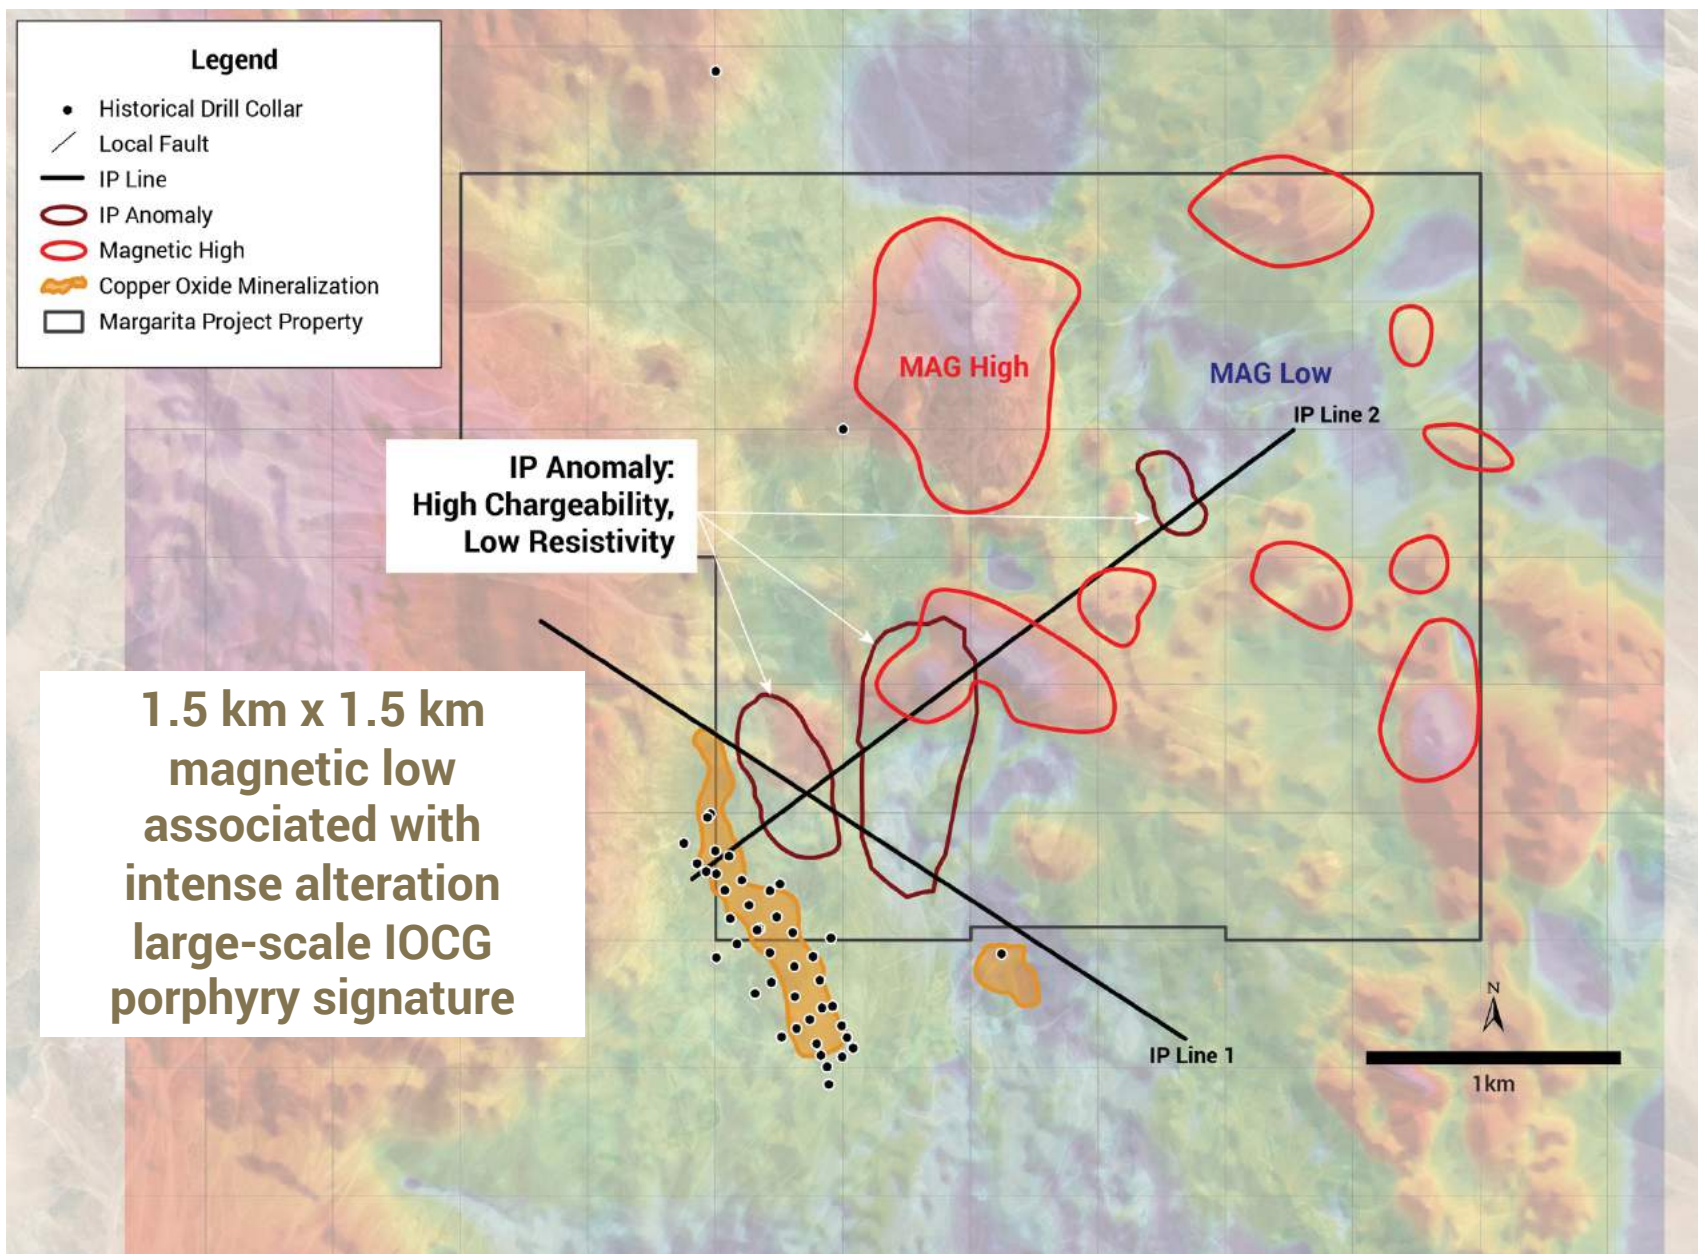 Legend
Historical Drill Collar
Local Fault
IP Line
IP Anomaly
Magnetic High
Copper Oxide Mineralization
Margarita Project Property
MAG High
MAG Low
IP Line 2
IP Anomaly:
High Chargeability,
Low Resistivity
1.5 km x 1.5 km
magnetic low
associated with
intense alteration
large-scale IOCG
porphyry signature
N
IP Line 1
1km